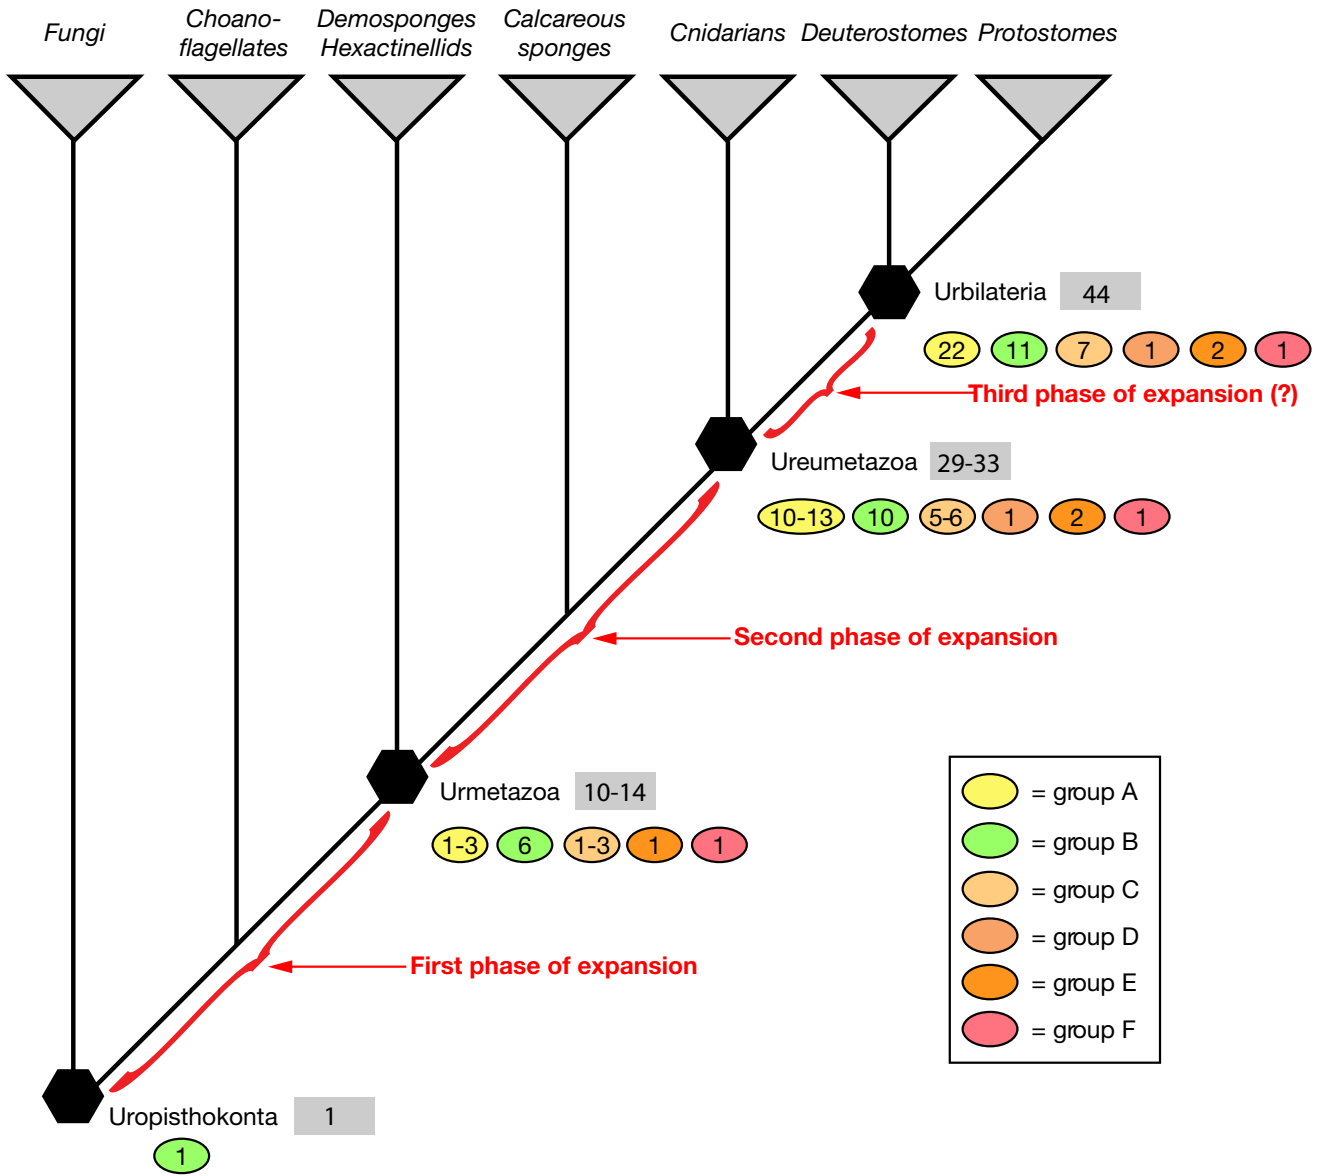 Fungi
Choano-
flagellates
Demosponges
Hexactinellids
Calcareous
sponges
Cnidarians
Deuterostomes
Protostomes
Urbilateria 44
22 11 7 1 2 1
Third phase of expansion (?)
Ureumetazoa 29-33
10-13 10 5-6 1 2 1
Second phase of expansion
Urmetazoa 10-14
1-3 6 1-3 1 1
= group A
= group B
= group C
= group D
= group E
= group F
First phase of expansion
Uropisthokonta 1
1